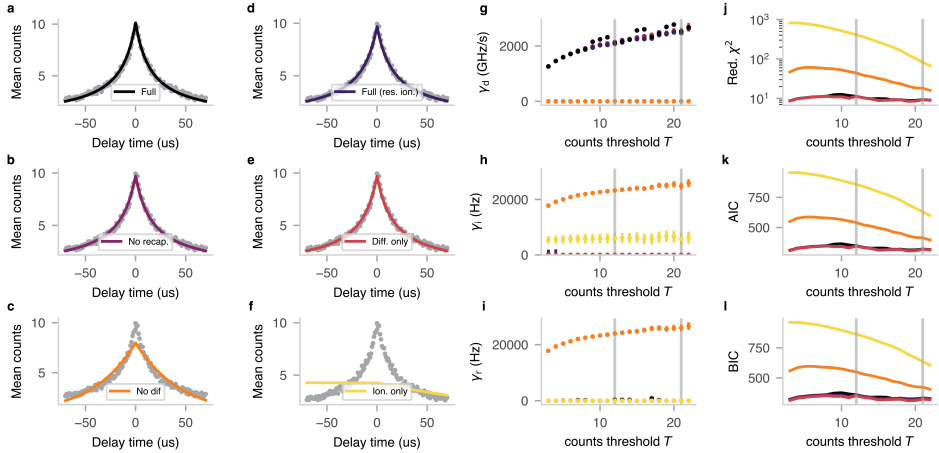 a
10
5
Mean counts
Full
−50
0
50
Delay time (us)
b
10
5
Mean counts
No recap.
−50
0
50
Delay time (us)
c
10
5
Mean counts
No dif
−50
0
50
Delay time (us)
d
10
5
Mean counts
Full (res. ion.)
−50
0
50
Delay time (us)
e
10
5
Mean counts
Diff. only
−50
0
50
Delay time (us)
f
10
5
Mean counts
Ion. only
−50
0
50
Delay time (us)
g
2000
0
γd (GHz/s)
10
20
counts threshold T
h
20000
0
γI (Hz)
10
20
counts threshold T
i
20000
0
γr (Hz)
10
20
counts threshold T
j
10³
10²
10¹
Red. χ²
10
20
counts threshold T
k
750
500
AIC
10
20
counts threshold T
l
750
500
BIC
10
20
counts threshold T